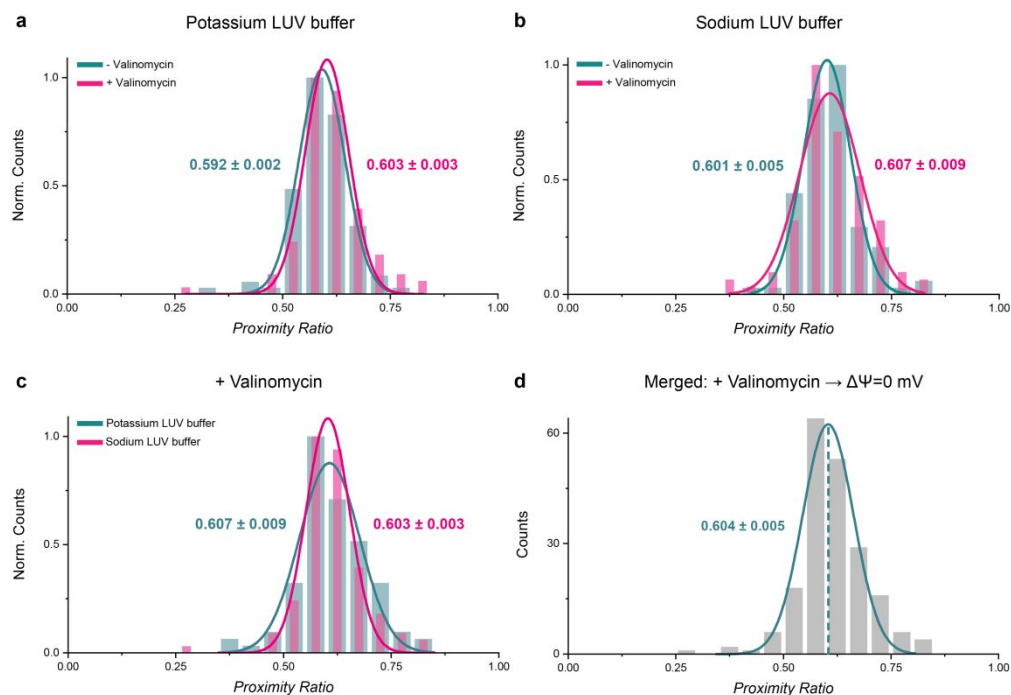 a
Potassium LUV buffer
- Valinomycin
+ Valinomycin
1.0
0.5
0.0
Norm. Counts
0.592 ± 0.002
0.603 ± 0.003
0.00
0.25
0.50
0.75
1.00
Proximity Ratio
b
Sodium LUV buffer
- Valinomycin
+ Valinomycin
1.0
0.5
0.0
Norm. Counts
0.601 ± 0.005
0.607 ± 0.009
0.00
0.25
0.50
0.75
1.00
Proximity Ratio
c
+ Valinomycin
Potassium LUV buffer
Sodium LUV buffer
1.0
0.5
0.0
Norm. Counts
0.607 ± 0.009
0.603 ± 0.003
0.00
0.25
0.50
0.75
1.00
Proximity Ratio
d
Merged: + Valinomycin → ΔΨ=0 mV
60
30
0
Counts
0.604 ± 0.005
0.00
0.25
0.50
0.75
1.00
Proximity Ratio